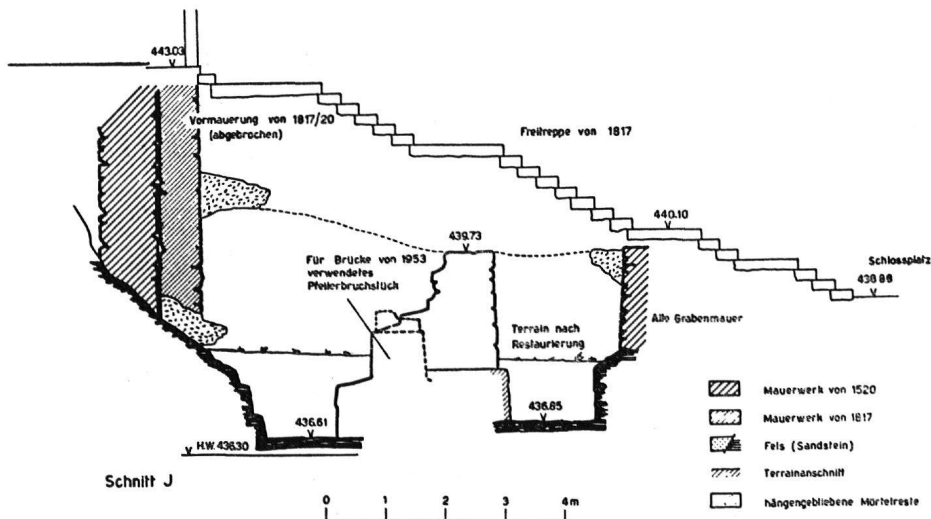 443.03
Vormauerung von 1817/20
(abgebrochen)
Freitreppe von 1817
440.10
439.73
Schlossplatz
438.98
Für Brücke von 1953
verwendetes
Pfeilerbruchstück
Alte Grabenmauer
Terrain nach
Restaurierung
436.61
436.85
H.W. 436.30
Schnitt J
0 1 2 3 4m
Mauerwerk von 1520
Mauerwerk von 1817
Fels (Sandstein)
Terrainanschnitt
hängengebliebene Mörtelreste